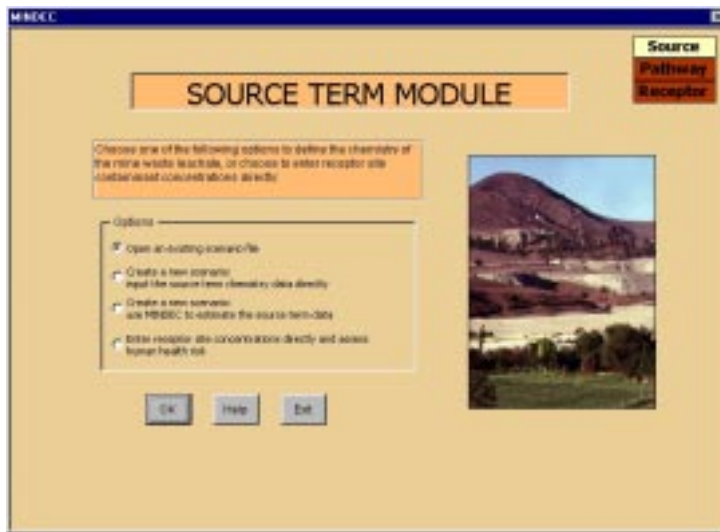 MINDEC
Source
Pathway
Receptor
SOURCE TERM MODULE
Choose one of the following options to define the chemistry of
the mine waste leachate, or choose to enter receptor site
contaminant concentrations directly
Options
Open an existing scenario file
Create a new scenario:
input the source term chemistry data directly
Create a new scenario:
use MINDEC to estimate the source term data
Enter receptor site concentrations directly and assess
human health risk
OK
Help
Exit